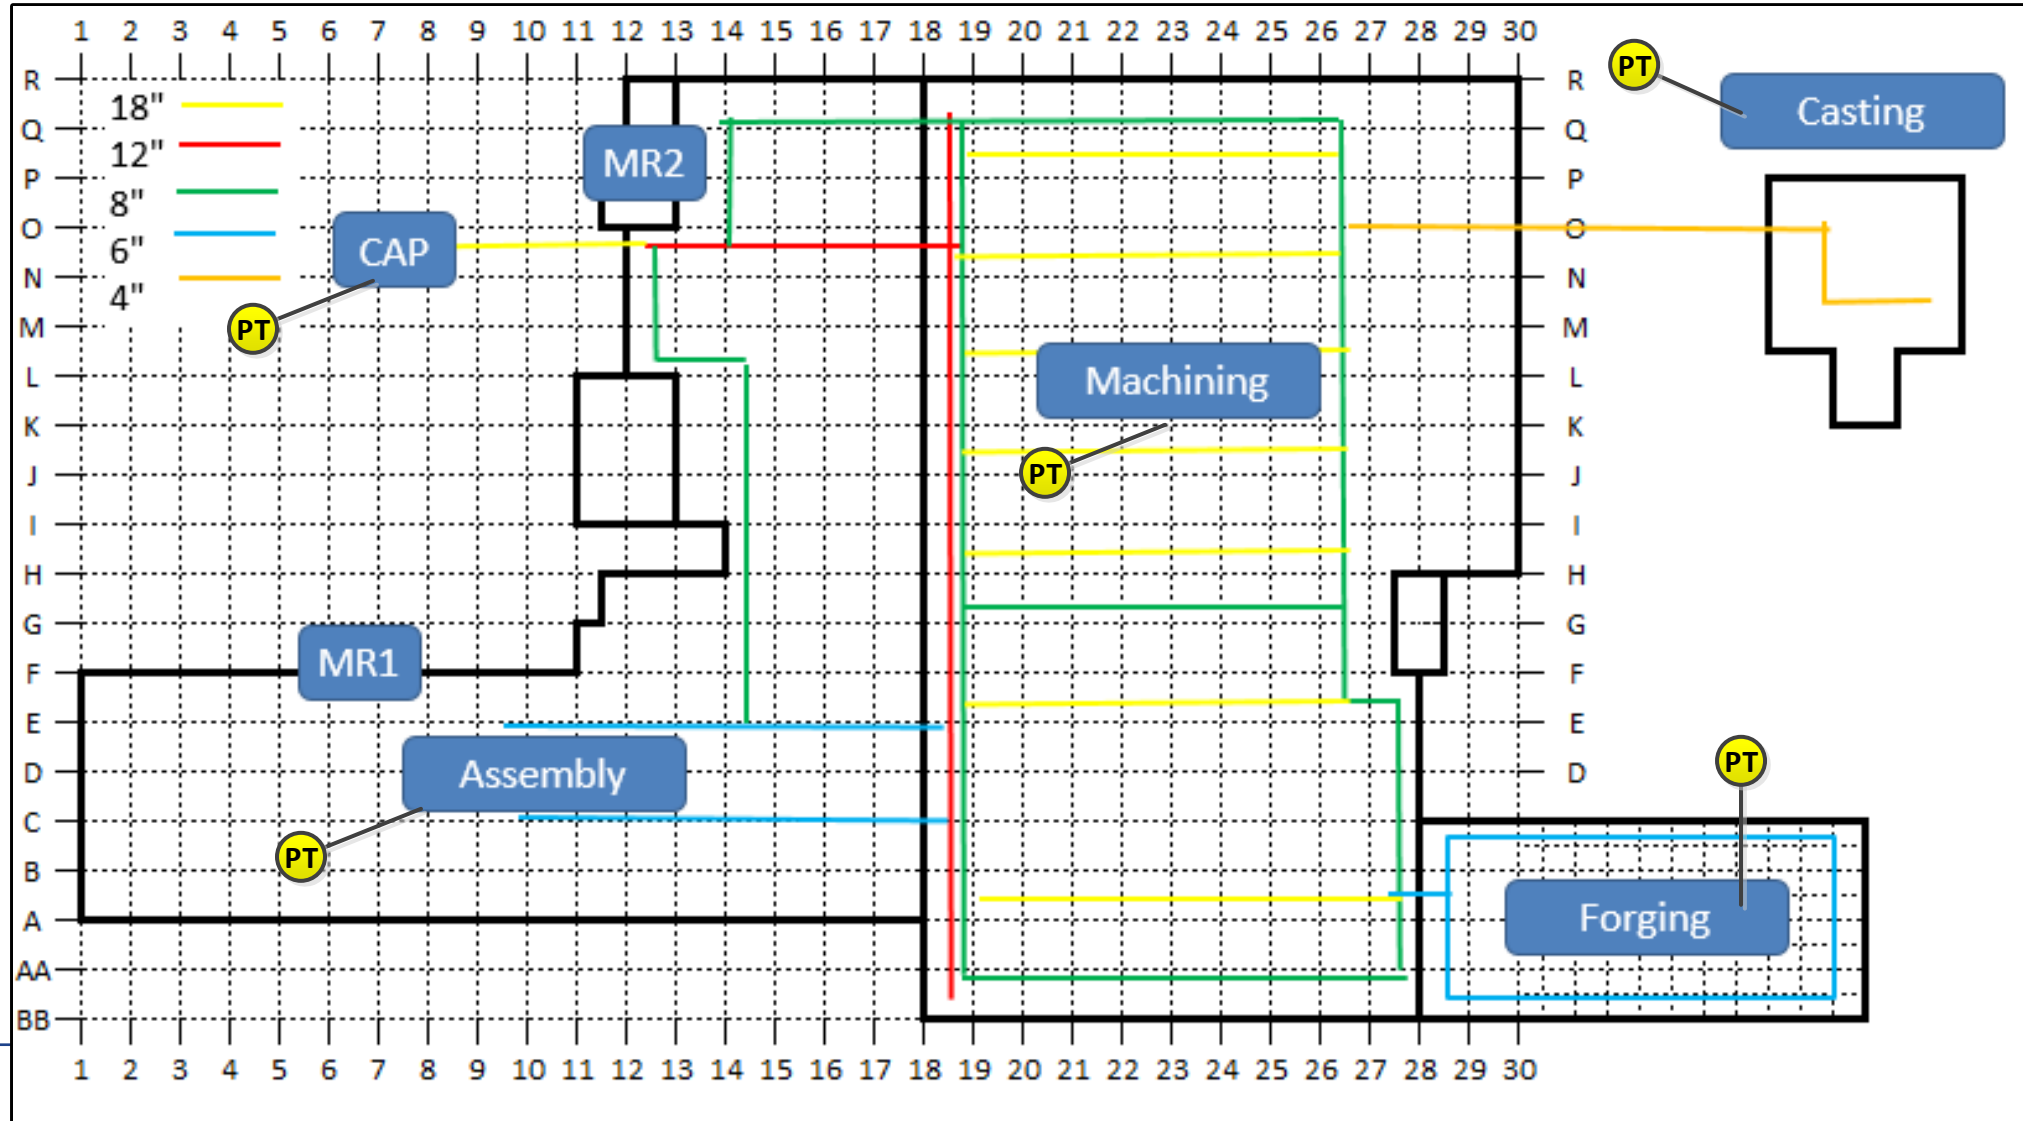 1 2 3 4 5 6 7 8 9 10 11 12 13 14 15 16 17 18 19 20 21 22 23 24 25 26 27 28 29 30
PT
R R
Casting
18"
Q Q
12"
MR2
P P
8"
O O
6"
CAP
N N
4"
M M
PT
L L
Machining
K K
J J
PT
I I
H H
G G
MR1
F F
E E
PT
D D
Assembly
C C
PT
B B
A
Forging
AA
BB
1 2 3 4 5 6 7 8 9 10 11 12 13 14 15 16 17 18 19 20 21 22 23 24 25 26 27 28 29 30